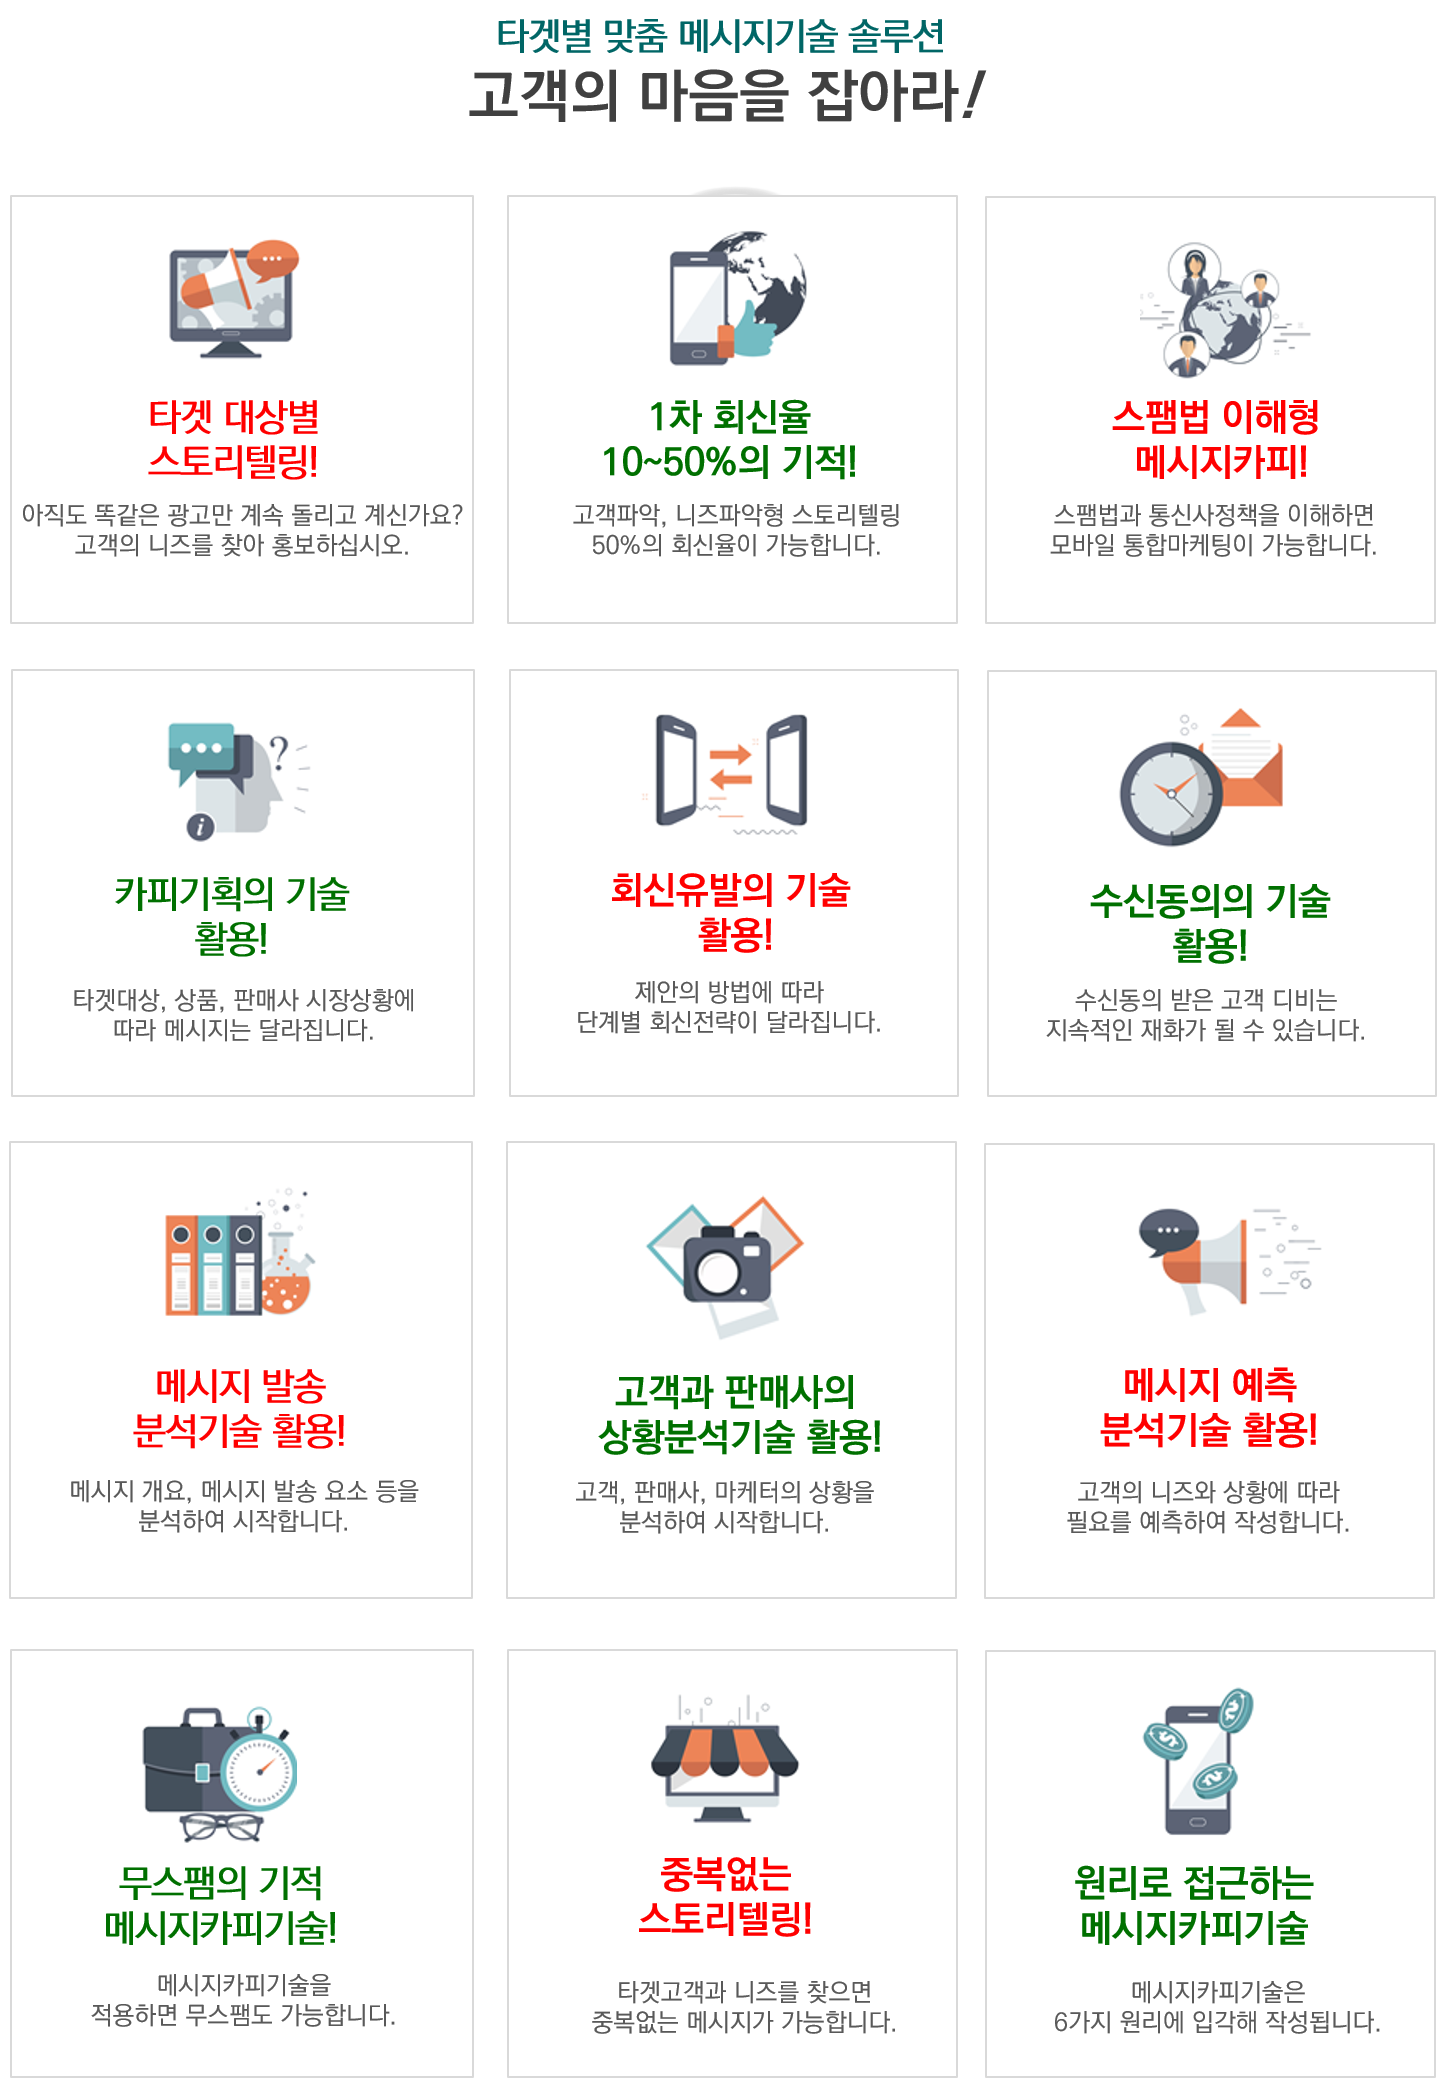 타겟별 맞춤 메시지기술 솔루션
고객의 마음을 잡아라!
타겟 대상별
스토리텔링!
아직도 똑같은 광고만 계속 돌리고 계신가요?
고객의 니즈를 찾아 홍보하십시오.
1차 회신율
10~50%의 기적!
고객파악, 니즈파악형 스토리텔링
50%의 회신율이 가능합니다.
스팸법 이해형
메시지카피!
스팸법과 통신사정책을 이해하면
모바일 통합마케팅이 가능합니다.
카피기획의 기술
활용!
타겟대상, 상품, 판매사 시장상황에
따라 메시지는 달라집니다.
회신유발의 기술
활용!
제안의 방법에 따라
단계별 회신전략이 달라집니다.
수신동의의 기술
활용!
수신동의 받은 고객 디비는
지속적인 재화가 될 수 있습니다.
메시지 발송
분석기술 활용!
메시지 개요, 메시지 발송 요소 등을
분석하여 시작합니다.
고객과 판매사의
상황분석기술 활용!
고객, 판매사, 마케터의 상황을
분석하여 시작합니다.
메시지 예측
분석기술 활용!
고객의 니즈와 상황에 따라
필요를 예측하여 작성합니다.
무스팸의 기적
메시지카피기술!
메시지카피기술을
적용하면 무스팸도 가능합니다.
중복없는
스토리텔링!
타겟고객과 니즈를 찾으면
중복없는 메시지가 가능합니다.
원리로 접근하는
메시지카피기술
메시지카피기술은
6가지 원리에 입각해 작성됩니다.